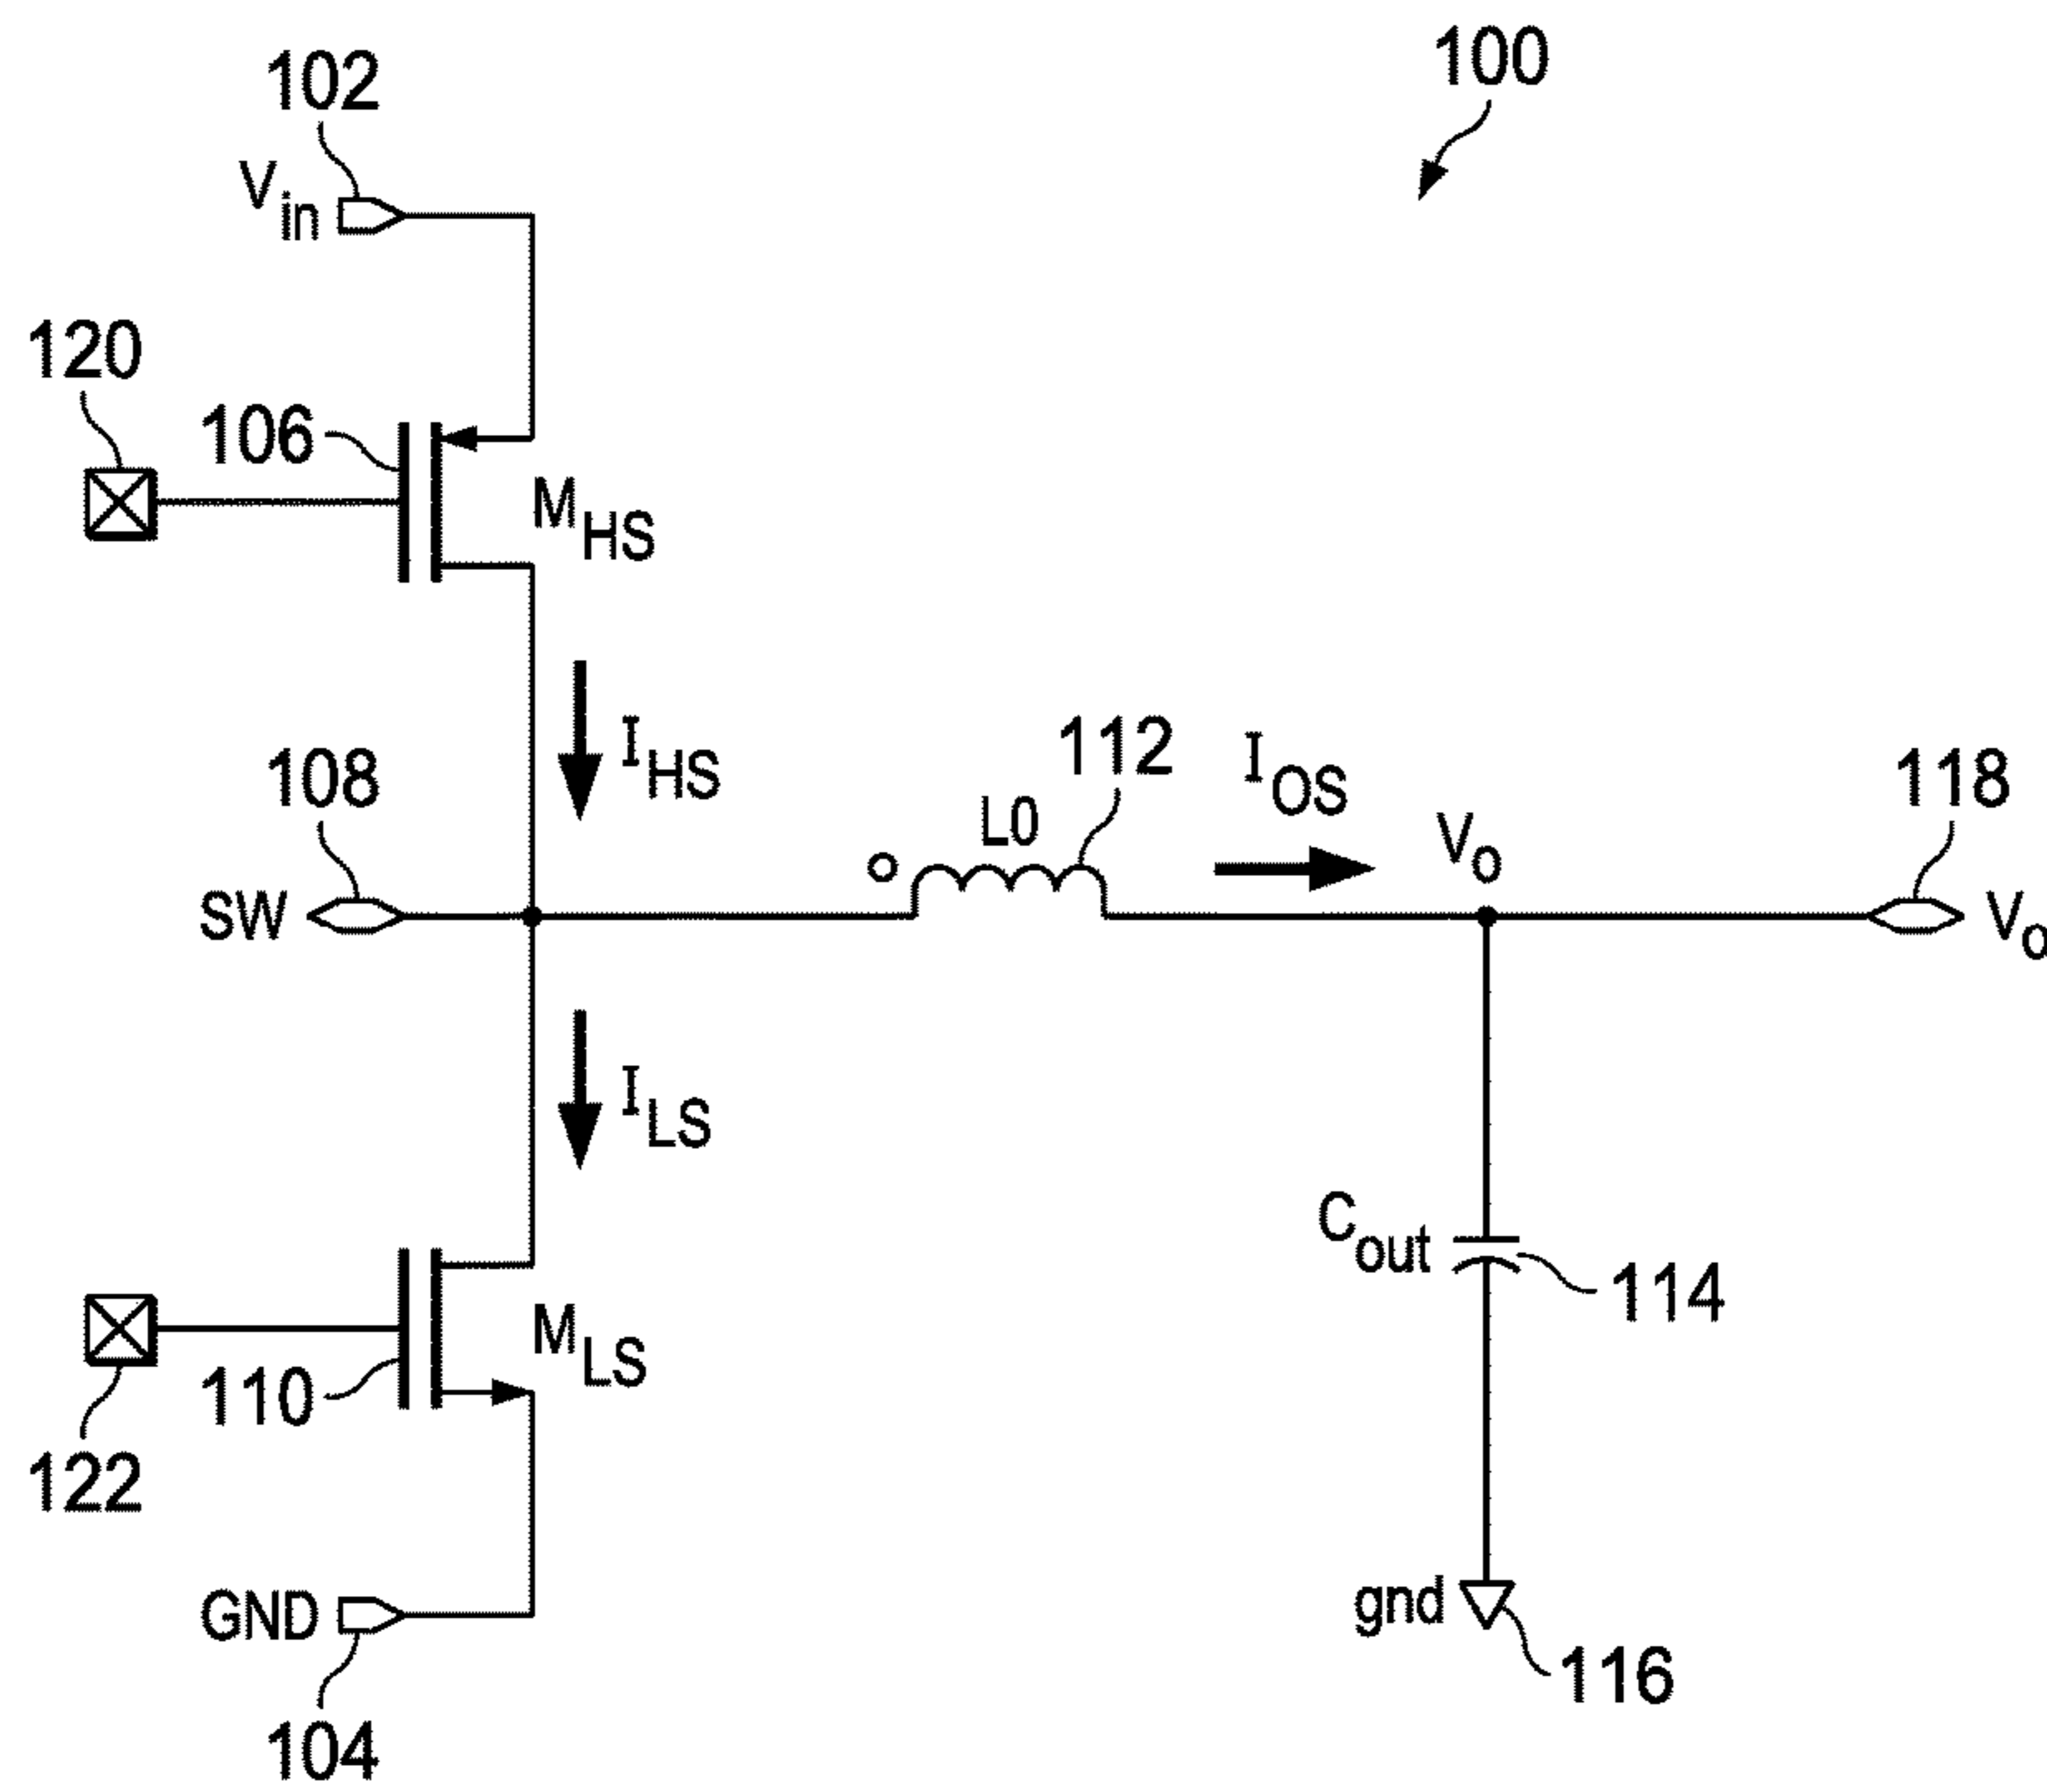 102
100
Vin
120
106
MHS
IHS
108
112
IOS
118
L0
Vo
SW
Vo
ILS
Cout
114
MLS
110
122
GND
gnd
116
104